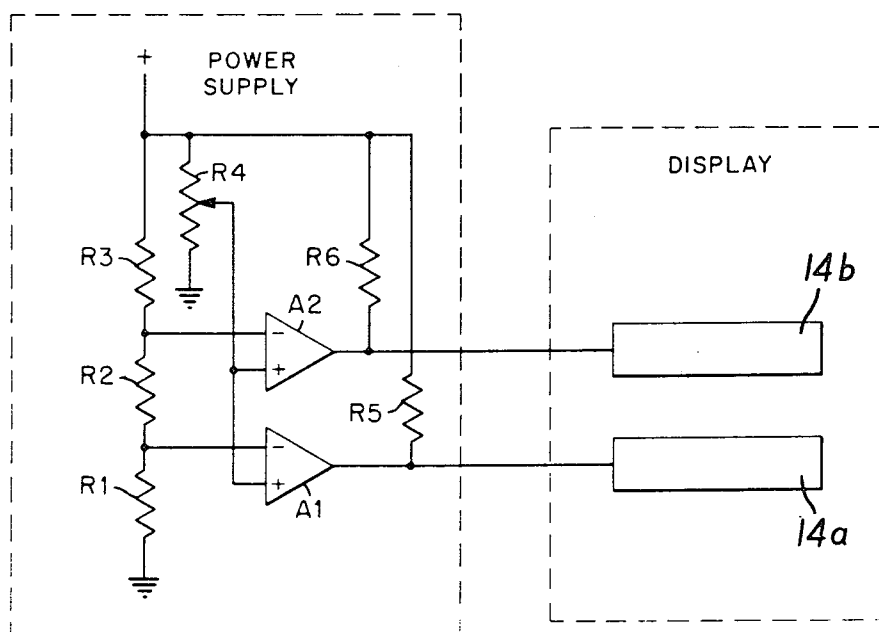 +
POWER
SUPPLY
DISPLAY
R4
R3
R6
14b
A2
-
+
R2
R5
-
+
R1
A1
14a